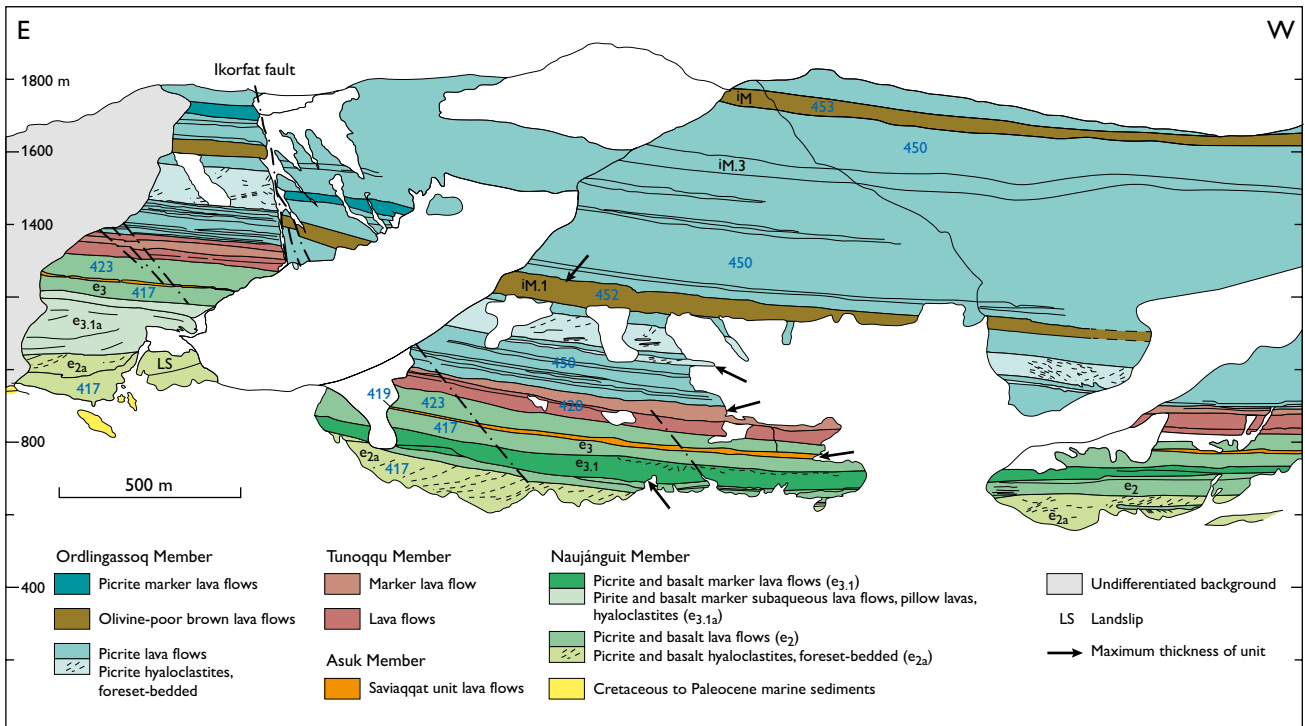 E
W
Ikorfat fault
1800 m
1600
1400
800
400
iM
453
450
iM.3
450
iM.1
452
423
e3
417
e3.1a
e2a
LS
417
450
419
423
428
417
e3
e3.1
e2a
417
e2
e2a
500 m
Ordlingassoq Member
Picrite marker lava flows
Olivine-poor brown lava flows
Picrite lava flows
Picrite hyaloclastites,
foreset-bedded
Tunoqqu Member
Marker lava flow
Lava flows
Asuk Member
Saviaqqat unit lava flows
Naujánguit Member
Picrite and basalt marker lava flows (e3.1)
Pirite and basalt marker subaqueous lava flows, pillow lavas,
hyaloclastites (e3.1a)
Picrite and basalt lava flows (e2)
Picrite and basalt hyaloclastites, foreset-bedded (e2a)
Cretaceous to Paleocene marine sediments
Undifferentiated background
LS Landslip
Maximum thickness of unit